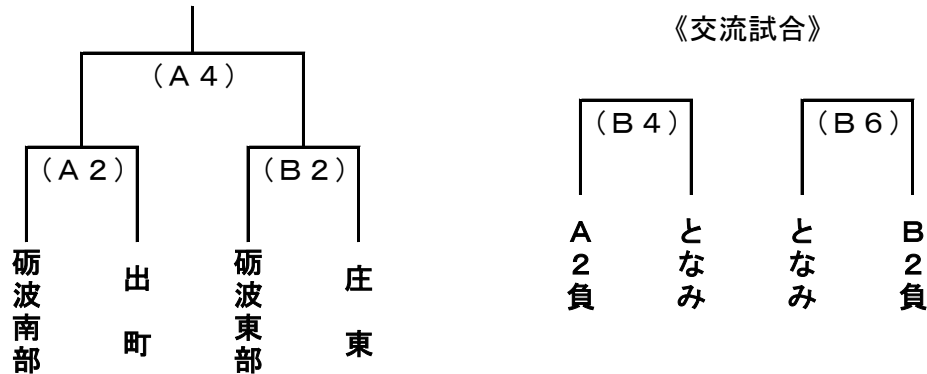 《交流試合》
（Ａ４）
（Ａ２）
（Ｂ２）
砺波南部
出町
砺波東部
庄東
（Ｂ４）
（Ｂ６）
Ａ２負
となみ
となみ
Ｂ２負